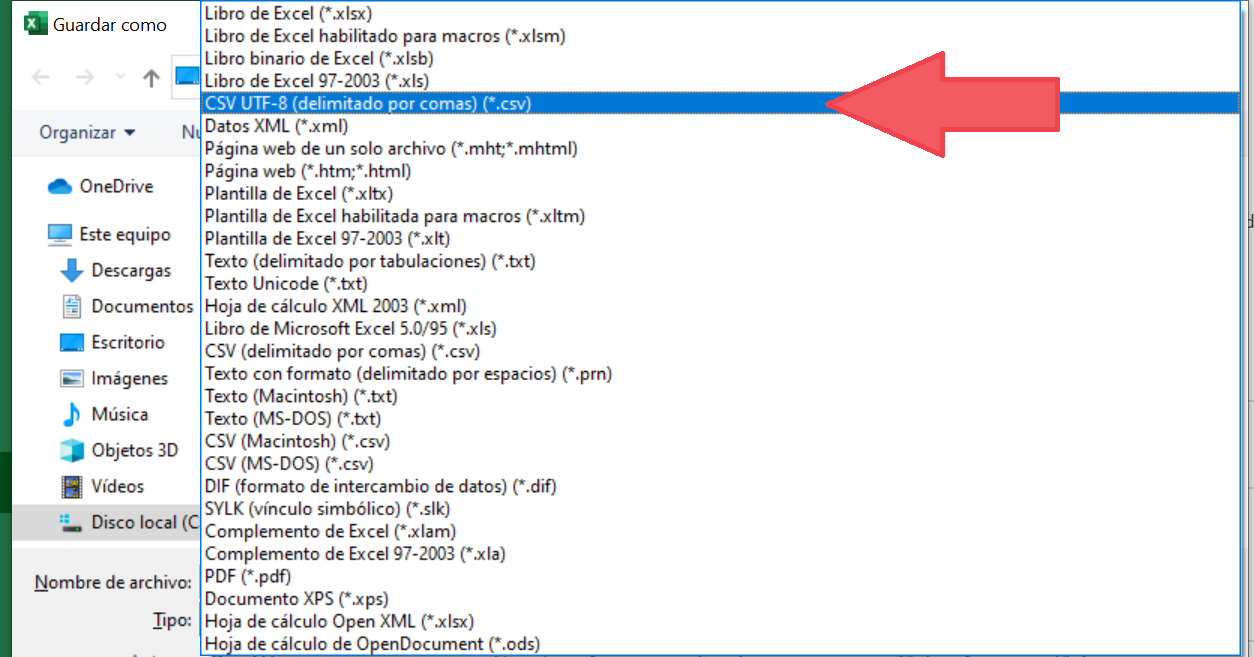 Guardar como
Organizar
Nu
OneDrive
Este equipo
Descargas
Documentos
Escritorio
Imágenes
Música
Objetos 3D
Vídeos
Disco local (C
Nombre de archivo:
Tipo:
Libro de Excel (*.xlsx)
Libro de Excel habilitado para macros (*.xlsm)
Libro binario de Excel (*.xlsb)
Libro de Excel 97-2003 (*.xls)
CSV UTF-8 (delimitado por comas) (*.csv)
Datos XML (*.xml)
Página web de un solo archivo (*.mht;*.mhtml)
Página web (*.htm;*.html)
Plantilla de Excel (*.xltx)
Plantilla de Excel habilitada para macros (*.xltm)
Plantilla de Excel 97-2003 (*.xlt)
Texto (delimitado por tabulaciones) (*.txt)
Texto Unicode (*.txt)
Hoja de cálculo XML 2003 (*.xml)
Libro de Microsoft Excel 5.0/95 (*.xls)
CSV (delimitado por comas) (*.csv)
Texto con formato (delimitado por espacios) (*.prn)
Texto (Macintosh) (*.txt)
Texto (MS-DOS) (*.txt)
CSV (Macintosh) (*.csv)
CSV (MS-DOS) (*.csv)
DIF (formato de intercambio de datos) (*.dif)
SYLK (vínculo simbólico) (*.slk)
Complemento de Excel (*.xlam)
Complemento de Excel 97-2003 (*.xla)
PDF (*.pdf)
Documento XPS (*.xps)
Hoja de cálculo Open XML (*.xlsx)
Hoja de cálculo de OpenDocument (*.ods)